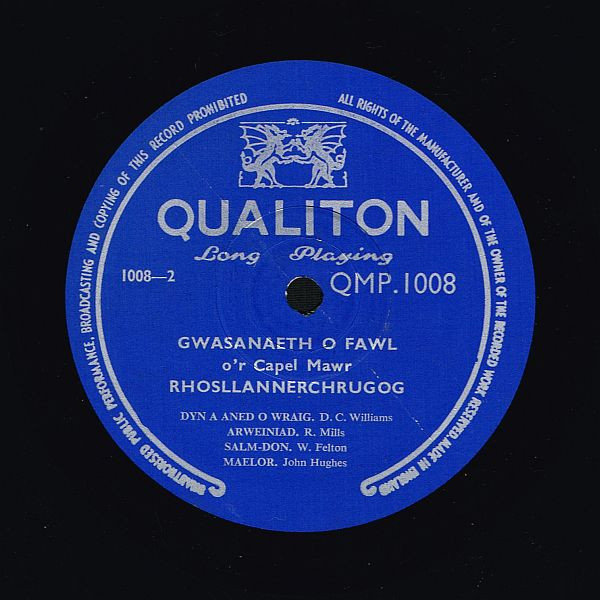 UNAUTHORISED PUBLIC PERFORMANCE, BROADCASTING AND COPYING OF THIS RECORD PROHIBITED
ALL RIGHTS OF THE MANUFACTURER AND OF THE OWNER OF THE RECORDED WORK RESERVED. MADE IN ENGLAND
QUALITON
Long Playing
1008—2
QMP.1008
GWASANAETH O FAWL
o'r Capel Mawr
RHOSLLANNERCHRUGOG
DYN A ANED O WRAIG. D. C. Williams
ARWEINIAD. R. Mills
SALM-DON. W. Felton
MAELOR. John Hughes